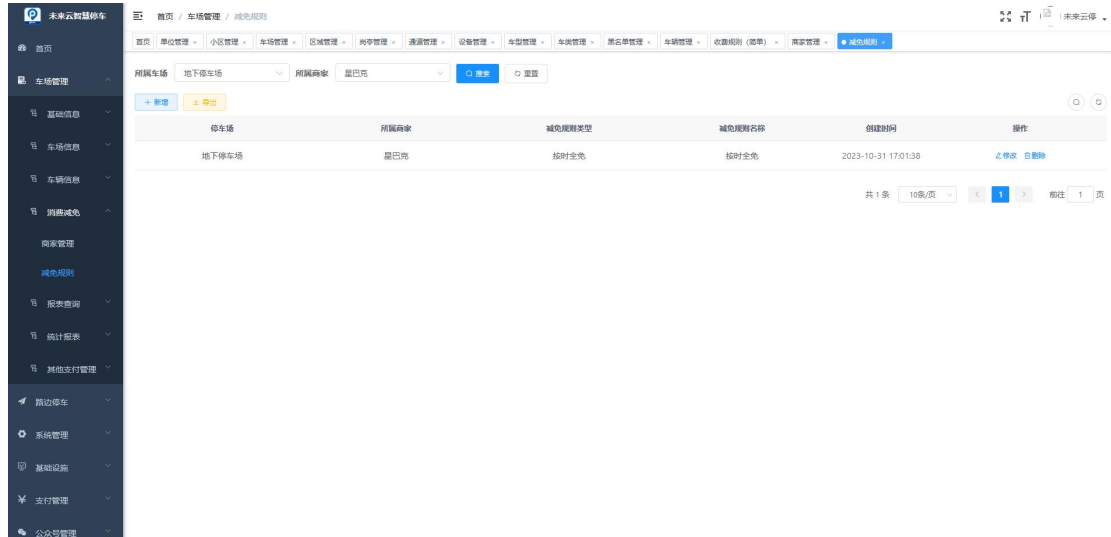 未来云智慧停车
首页 / 车场管理 / 减免规则
未来云停
首页 单位管理 × 小区管理 × 车场管理 × 区域管理 × 岗亭管理 × 通道管理 × 设备管理 × 车型管理 × 车类管理 × 黑名单管理 × 车辆管理 × 收费规则（简单） × 商家管理 × 减免规则 ×
首页
车场管理
基础信息
车场信息
车辆信息
消费减免
商家管理
减免规则
报表查询
统计报表
其他支付管理
路边停车
系统管理
基础设施
支付管理
公众号管理
所属车场 地下停车场 所属商家 星巴克 搜索 重置
+ 新增 导出
停车场 所属商家 减免规则类型 减免规则名称 创建时间 操作
地下停车场 星巴克 按时全免 按时全免 2023-10-31 17:01:38 修改 删除
共 1 条 10条/页 < 1 > 前往 1 页